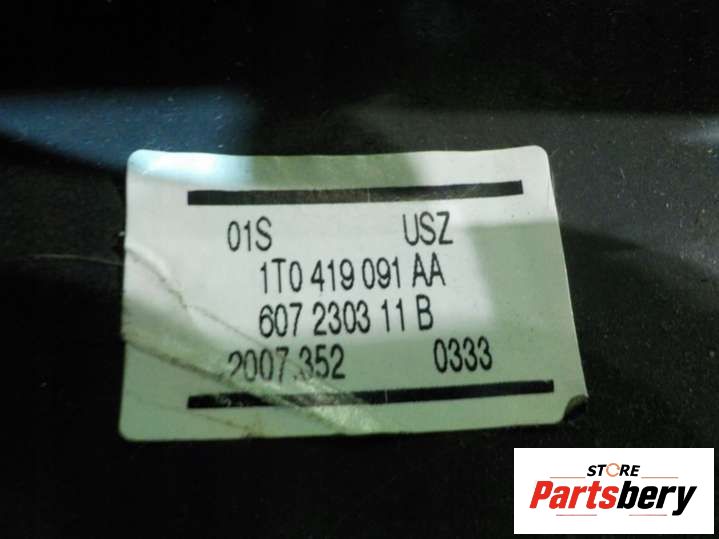 01S USZ
1T0 419 091 AA
607 2303 11 B
2007.352 0333
STORE
Partsbery